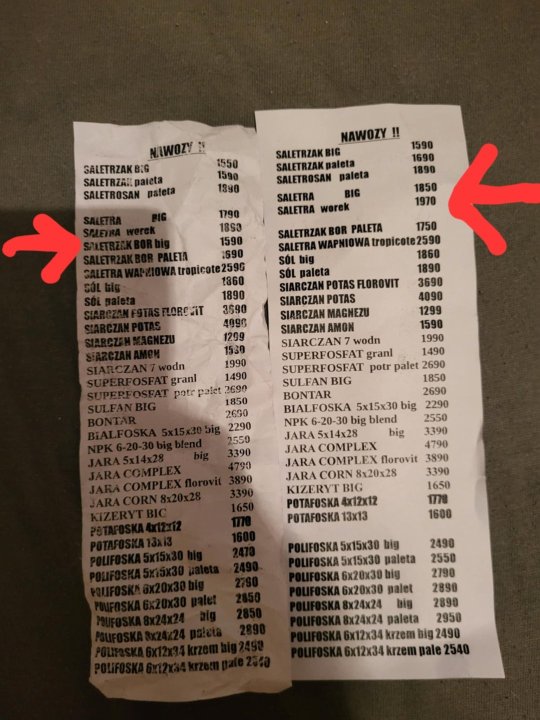 NAWOZY !!
SALETRZAK BIG 1550
SALETRZAK paleta 1590
SALETROSAN paleta 1890
SALETRA BIG 1790
SALETRA worek 1860
SALETRZAK BOR big 1590
SALETRZAK BOR PALETA 1690
SALETRA WAPNIOWA tropicote 2590
SÓL big 1860
SÓL paleta 1890
SIARCZAN POTAS FLOROVIT 3690
SIARCZAN POTAS 4090
SIARCZAN MAGNEZU 1299
SIARCZAN AMON 1530
SIARCZAN 7 wodn 1990
SUPERFOSFAT granl 1490
SUPERFOSFAT potr palet 2690
SULFAN BIG 1850
BONTAR 2690
BIAŁFOSKA 5x15x30 big 2290
NPK 6-20-30 big blend 2550
JARA 5x14x28 big 3390
JARA COMPLEX 4790
JARA COMPLEX florovit 3890
JARA CORN 8x20x28 3390
KIZERYT BIG 1650
POTAFOSKA 4x12x12 1770
POTAFOSKA 13x13 1600
POLIFOSKA 5x15x30 big 2470
POLIFOSKA 5x15x30 paleta 2490
POLIFOSKA 6x20x30 big 2790
POLIFOSKA 6x20x30 palet 2850
POLIFOSKA 8x24x24 big 2850
POLIFOSKA 8x24x24 paleta 2890
POLIFOSKA 6x12x34 krzem big 2490
POLIFOSKA 6x12x34 krzem pale 2540
NAWOZY !!
SALETRZAK BIG 1590
SALETRZAK paleta 1690
SALETROSAN paleta 1890
SALETRA BIG 1850
SALETRA worek 1970
SALETRZAK BOR PALETA 1750
SALETRA WAPNIOWA tropicote 2590
SÓL big 1860
SÓL paleta 1890
SIARCZAN POTAS FLOROVIT 3690
SIARCZAN POTAS 4090
SIARCZAN MAGNEZU 1299
SIARCZAN AMON 1590
SIARCZAN 7 wodn 1990
SUPERFOSFAT granl 1490
SUPERFOSFAT potr palet 2690
SULFAN BIG 1850
BONTAR 2690
BIAŁFOSKA 5x15x30 big 2290
NPK 6-20-30 big blend 2550
JARA 5x14x28 big 3390
JARA COMPLEX 4790
JARA COMPLEX florovit 3890
JARA CORN 8x20x28 3390
KIZERYT BIG 1650
POTAFOSKA 4x12x12 1770
POTAFOSKA 13x13 1600
POLIFOSKA 5x15x30 big 2490
POLIFOSKA 5x15x30 paleta 2550
POLIFOSKA 6x20x30 big 2790
POLIFOSKA 6x20x30 palet 2890
POLIFOSKA 8x24x24 big 2890
POLIFOSKA 8x24x24 paleta 2950
POLIFOSKA 6x12x34 krzem big 2490
POLIFOSKA 6x12x34 krzem pale 2540